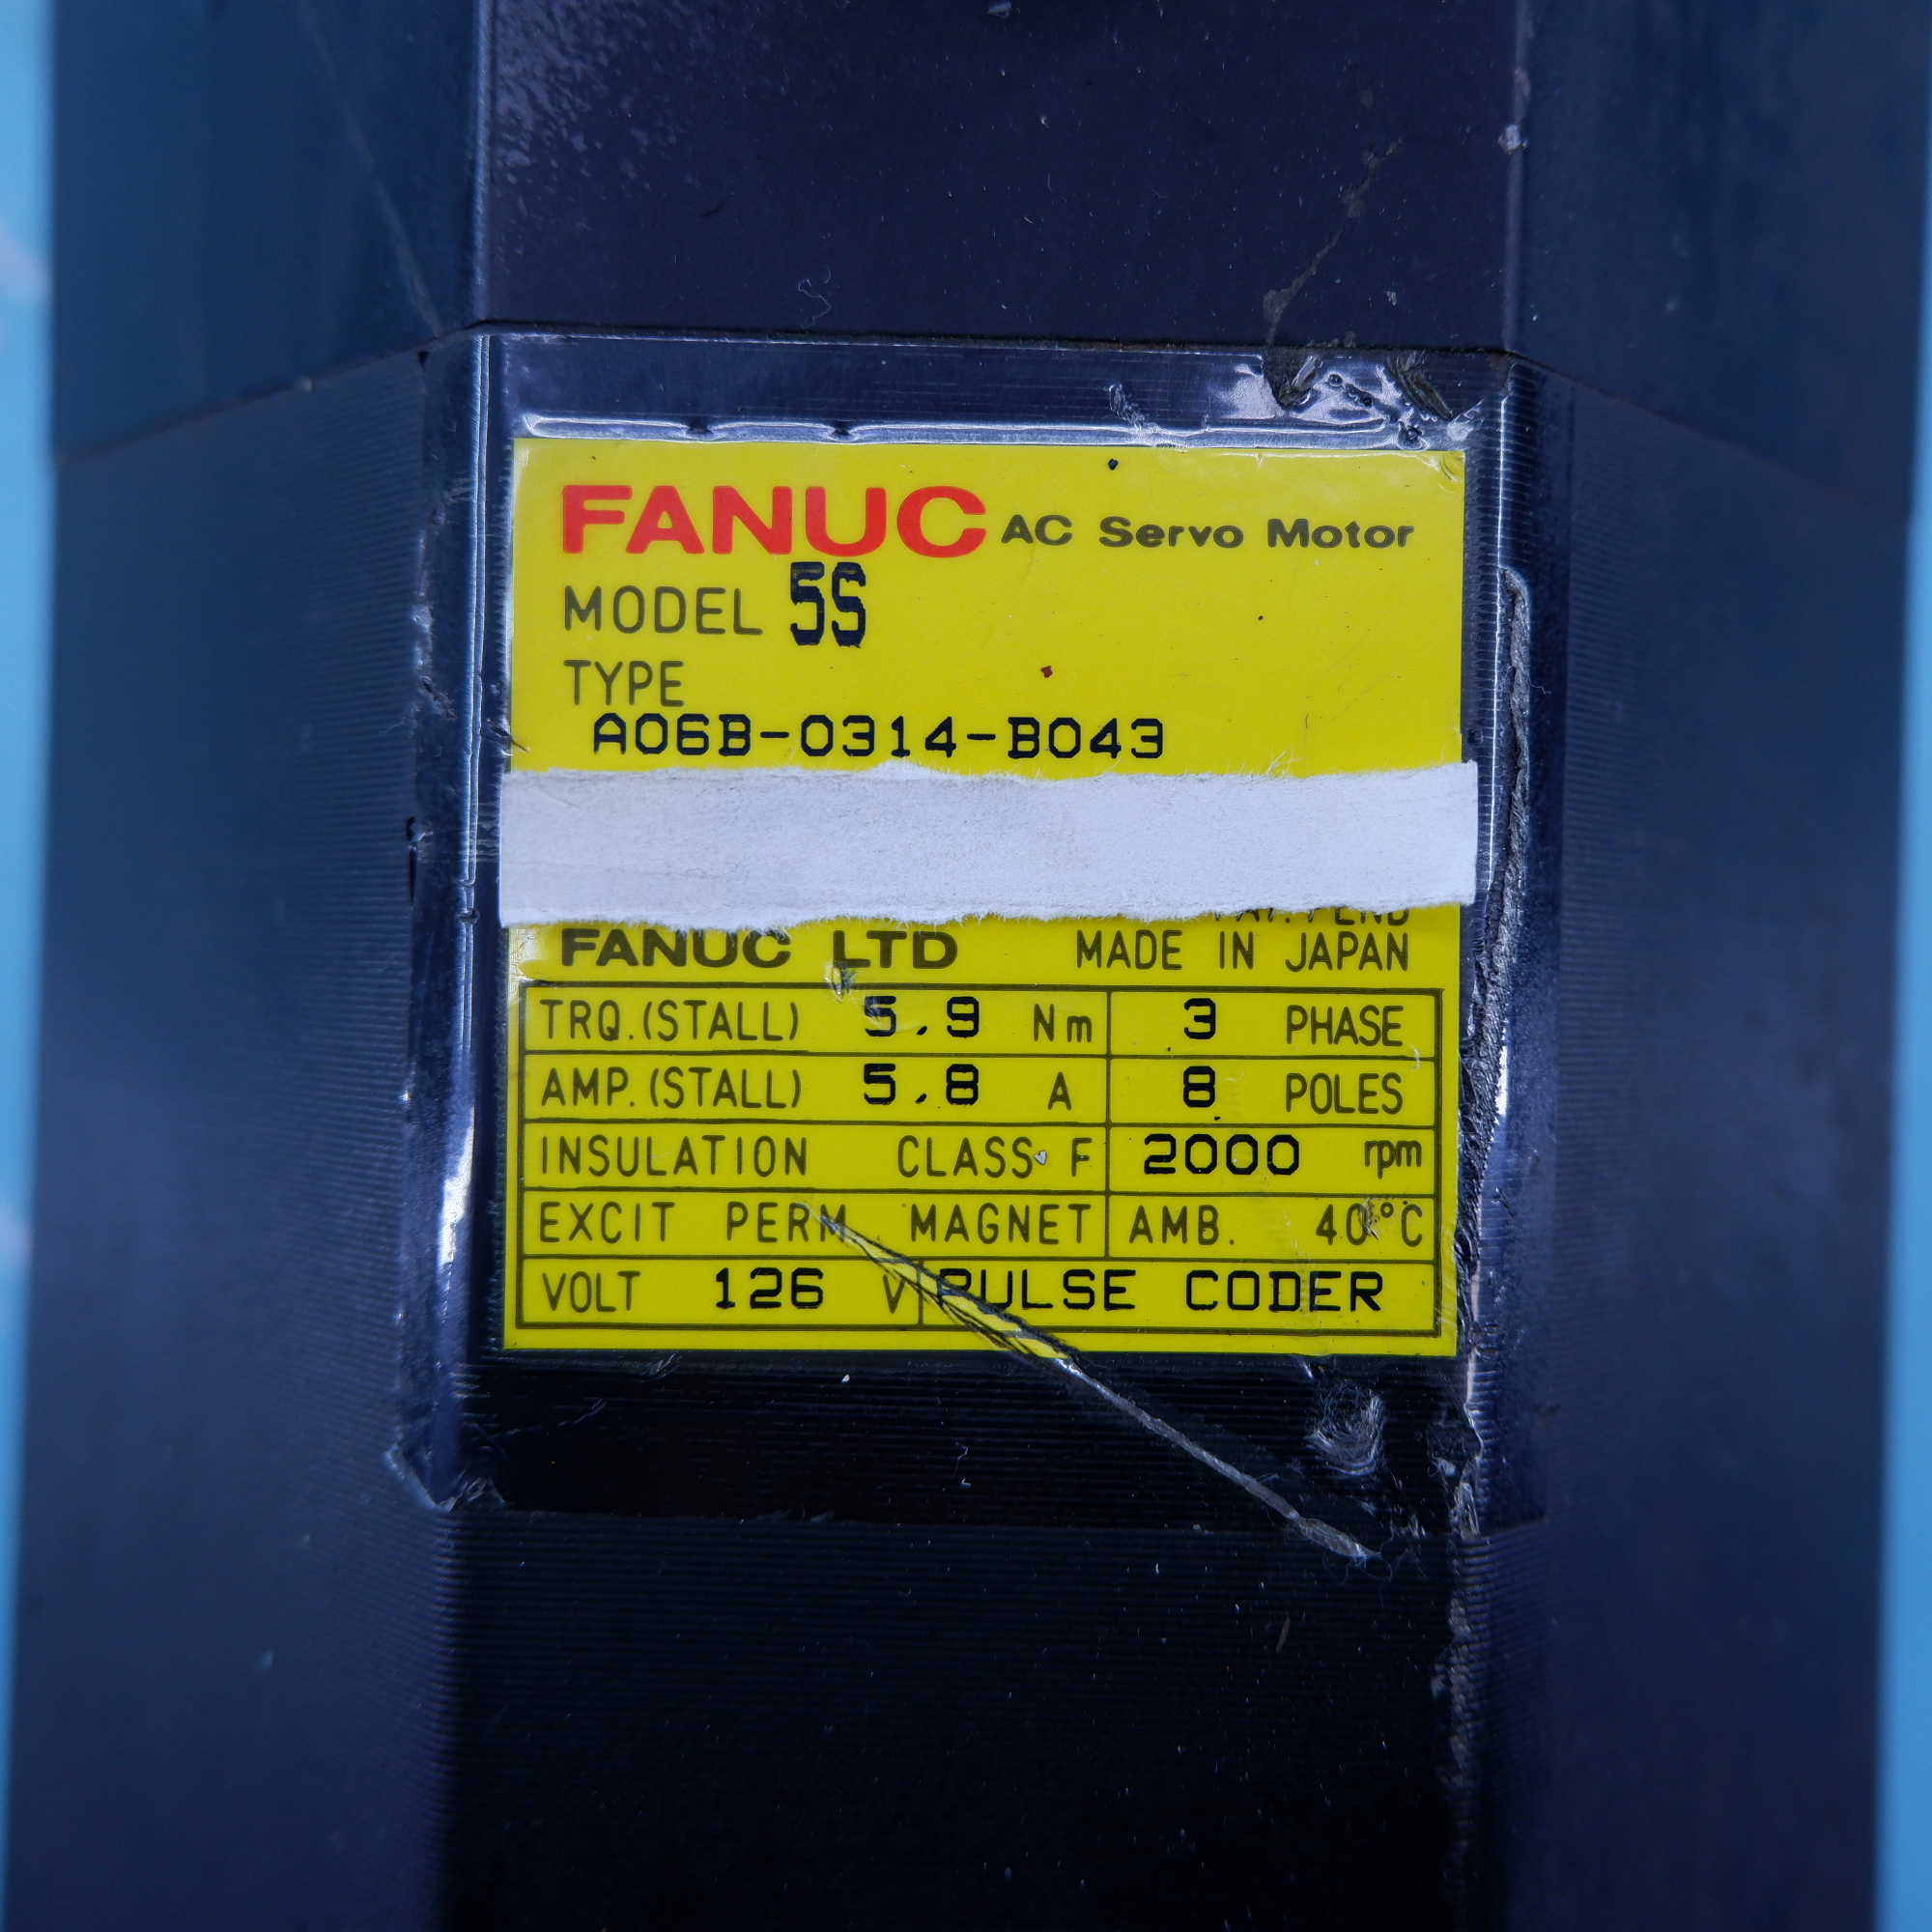 FANUC AC Servo Motor
MODEL 5S
TYPE
A06B-0314-B043
PAT. PEND
FANUC LTD MADE IN JAPAN
TRQ.(STALL) 5.9 Nm 3 PHASE
AMP.(STALL) 5.8 A 8 POLES
INSULATION CLASS F 2000 rpm
EXCIT PERM. MAGNET AMB. 40°C
VOLT 126 V PULSE CODER